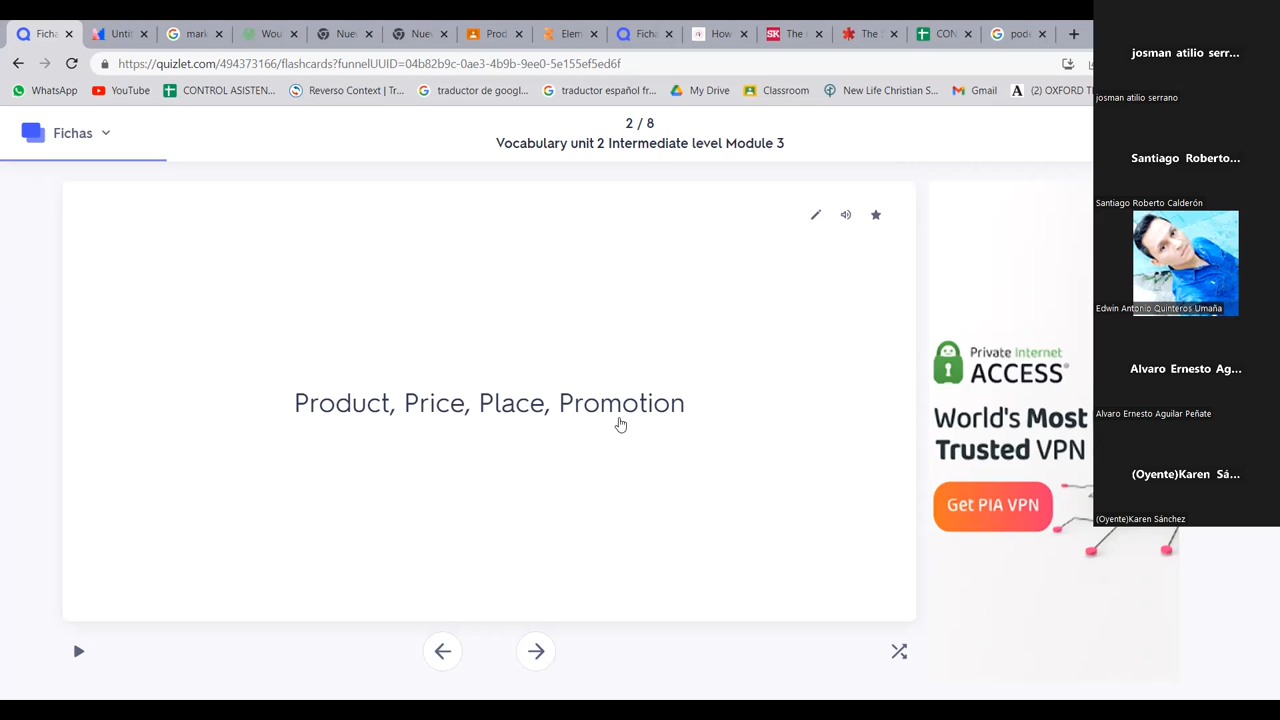 Ficha
Unti
mark
Wou
Nuev
Nuev
Prod
Elem
Ficha
How
SK
The
The
CON
pode
https://quizlet.com/494373166/flashcards?funnelUUID=04b82b9c-0ae3-4b9b-9ee0-5e155ef5ed6f
WhatsApp
YouTube
CONTROL ASISTEN...
Reverso Context | Tr...
traductor de googl...
traductor español fr...
My Drive
Classroom
New Life Christian S...
Gmail
A
(2) OXFORD T
Fichas
2 / 8
Vocabulary unit 2 Intermediate level Module 3
Product, Price, Place, Promotion
Private Internet
ACCESS
World's Most
Trusted VPN
Get PIA VPN
josman atilio serr...
josman atilio serrano
Santiago Roberto...
Santiago Roberto Calderón
Edwin Antonio Quinteros Umaña
Alvaro Ernesto Ag...
Alvaro Ernesto Aguilar Peñate
(Oyente)Karen Sá...
(Oyente)Karen Sánchez